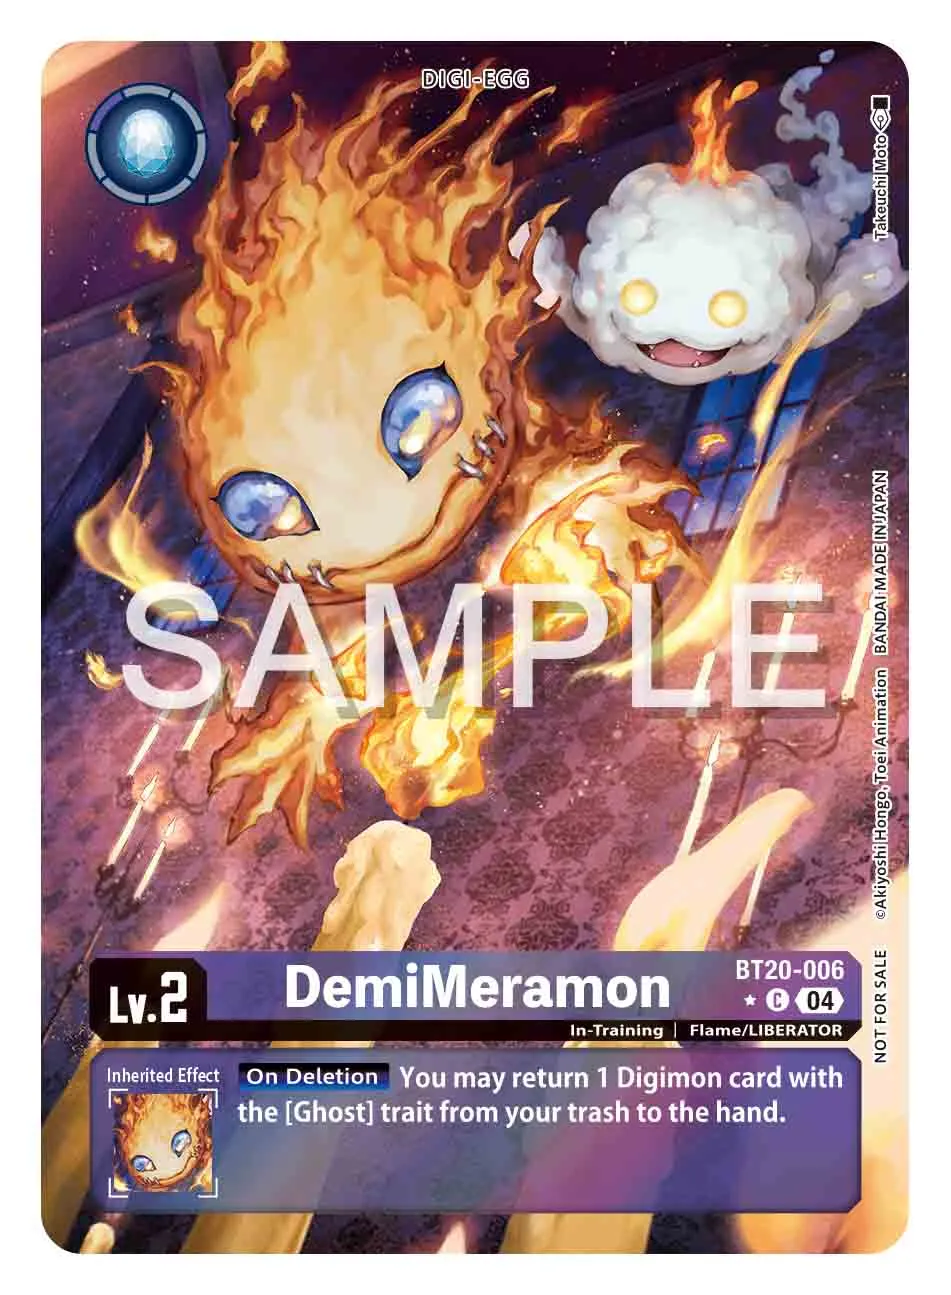 DIGI-EGG
Takeuchi Moto
SAMPLE
©Akiyoshi Hongo, Toei Animation BANDAI MADE IN JAPAN
NOT FOR SALE
Lv.2
DemiMeramon
BT20-006
C 04
In-Training | Flame/LIBERATOR
Inherited Effect
On Deletion You may return 1 Digimon card with
the [Ghost] trait from your trash to the hand.